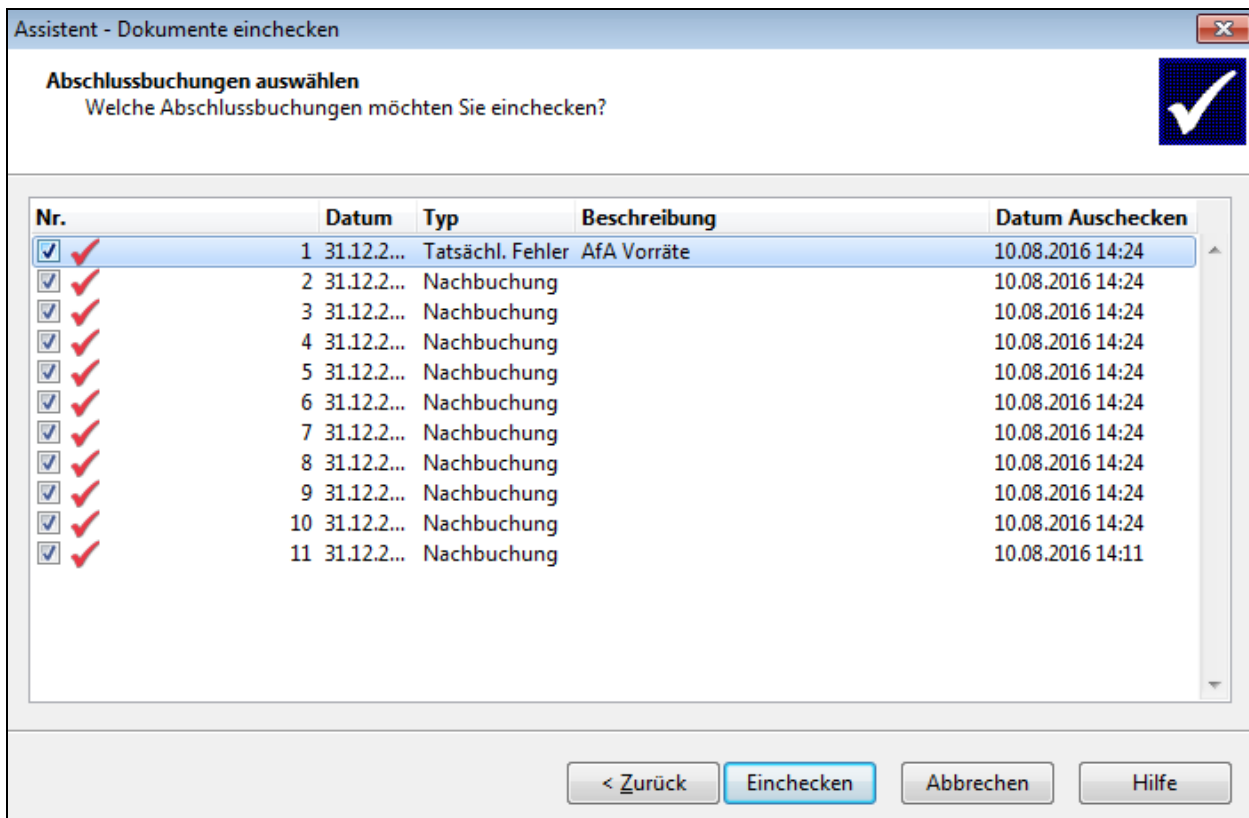 Assistent - Dokumente einchecken
Abschlussbuchungen auswählen
Welche Abschlussbuchungen möchten Sie einchecken?
Nr. Datum Typ Beschreibung Datum Auschecken
1 31.12.2... Tatsächl. Fehler AfA Vorräte 10.08.2016 14:24
2 31.12.2... Nachbuchung 10.08.2016 14:24
3 31.12.2... Nachbuchung 10.08.2016 14:24
4 31.12.2... Nachbuchung 10.08.2016 14:24
5 31.12.2... Nachbuchung 10.08.2016 14:24
6 31.12.2... Nachbuchung 10.08.2016 14:24
7 31.12.2... Nachbuchung 10.08.2016 14:24
8 31.12.2... Nachbuchung 10.08.2016 14:24
9 31.12.2... Nachbuchung 10.08.2016 14:24
10 31.12.2... Nachbuchung 10.08.2016 14:24
11 31.12.2... Nachbuchung 10.08.2016 14:11
< Zurück Einchecken Abbrechen Hilfe